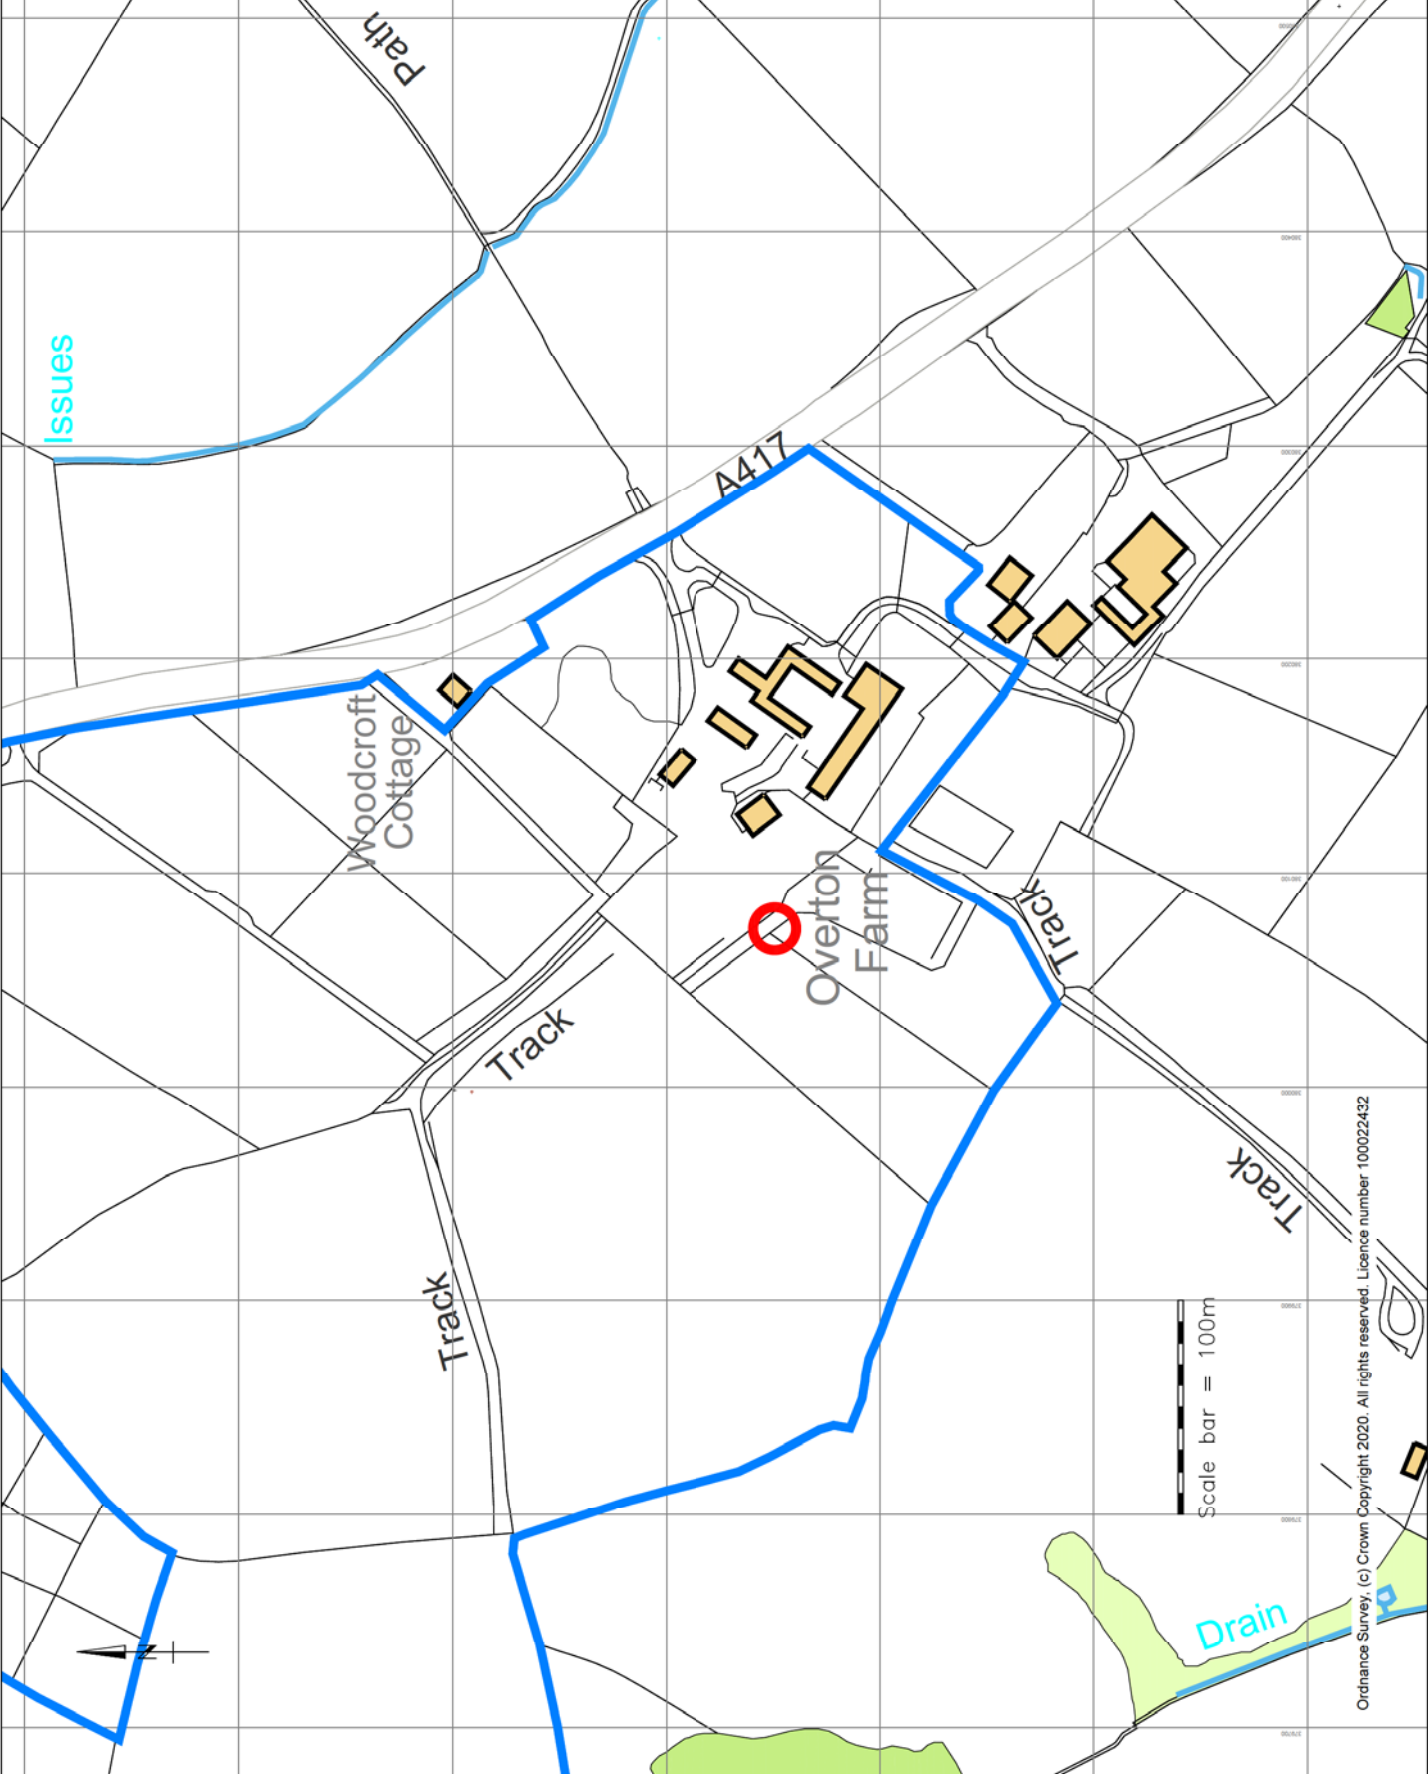 Path
Issues
A417
Woodcroft
Cottage
Overton
Farm
Track
Track
Track
Track
Scale bar = 100m
Drain
N
Ordnance Survey, (c) Crown Copyright 2020. All rights reserved. Licence number 100022432